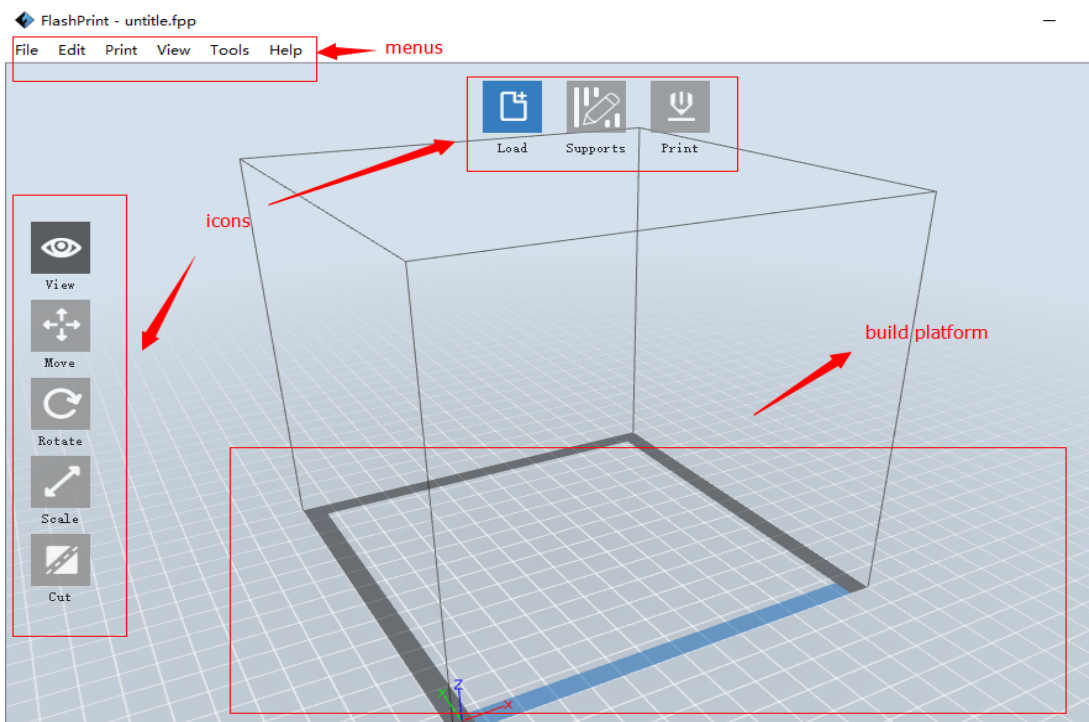 FlashPrint - untitle.fpp
File Edit Print View Tools Help
menus
Load Supports Print
icons
View
Move
Rotate
Scale
Cut
build platform
Z
X
Y